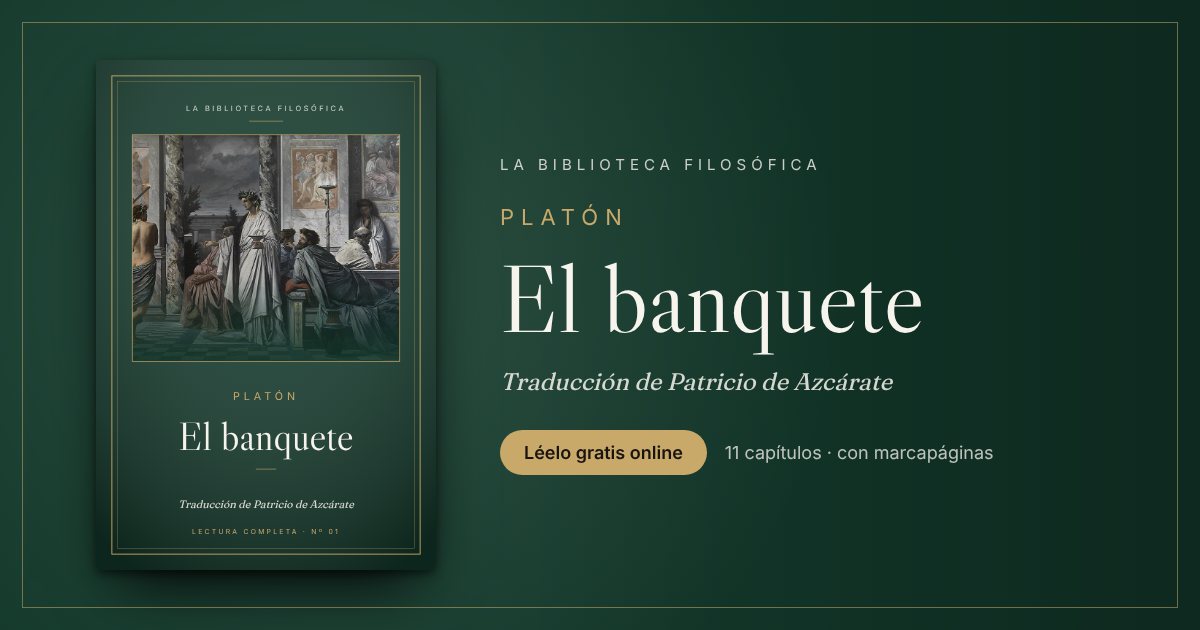 LA BIBLIOTECA FILOSÓFICA
PLATÓN
El banquete
Traducción de Patricio de Azcárate
LECTURA COMPLETA · Nº 01
LA BIBLIOTECA FILOSÓFICA
PLATÓN
El banquete
Traducción de Patricio de Azcárate
Léelo gratis online
11 capítulos · con marcapáginas